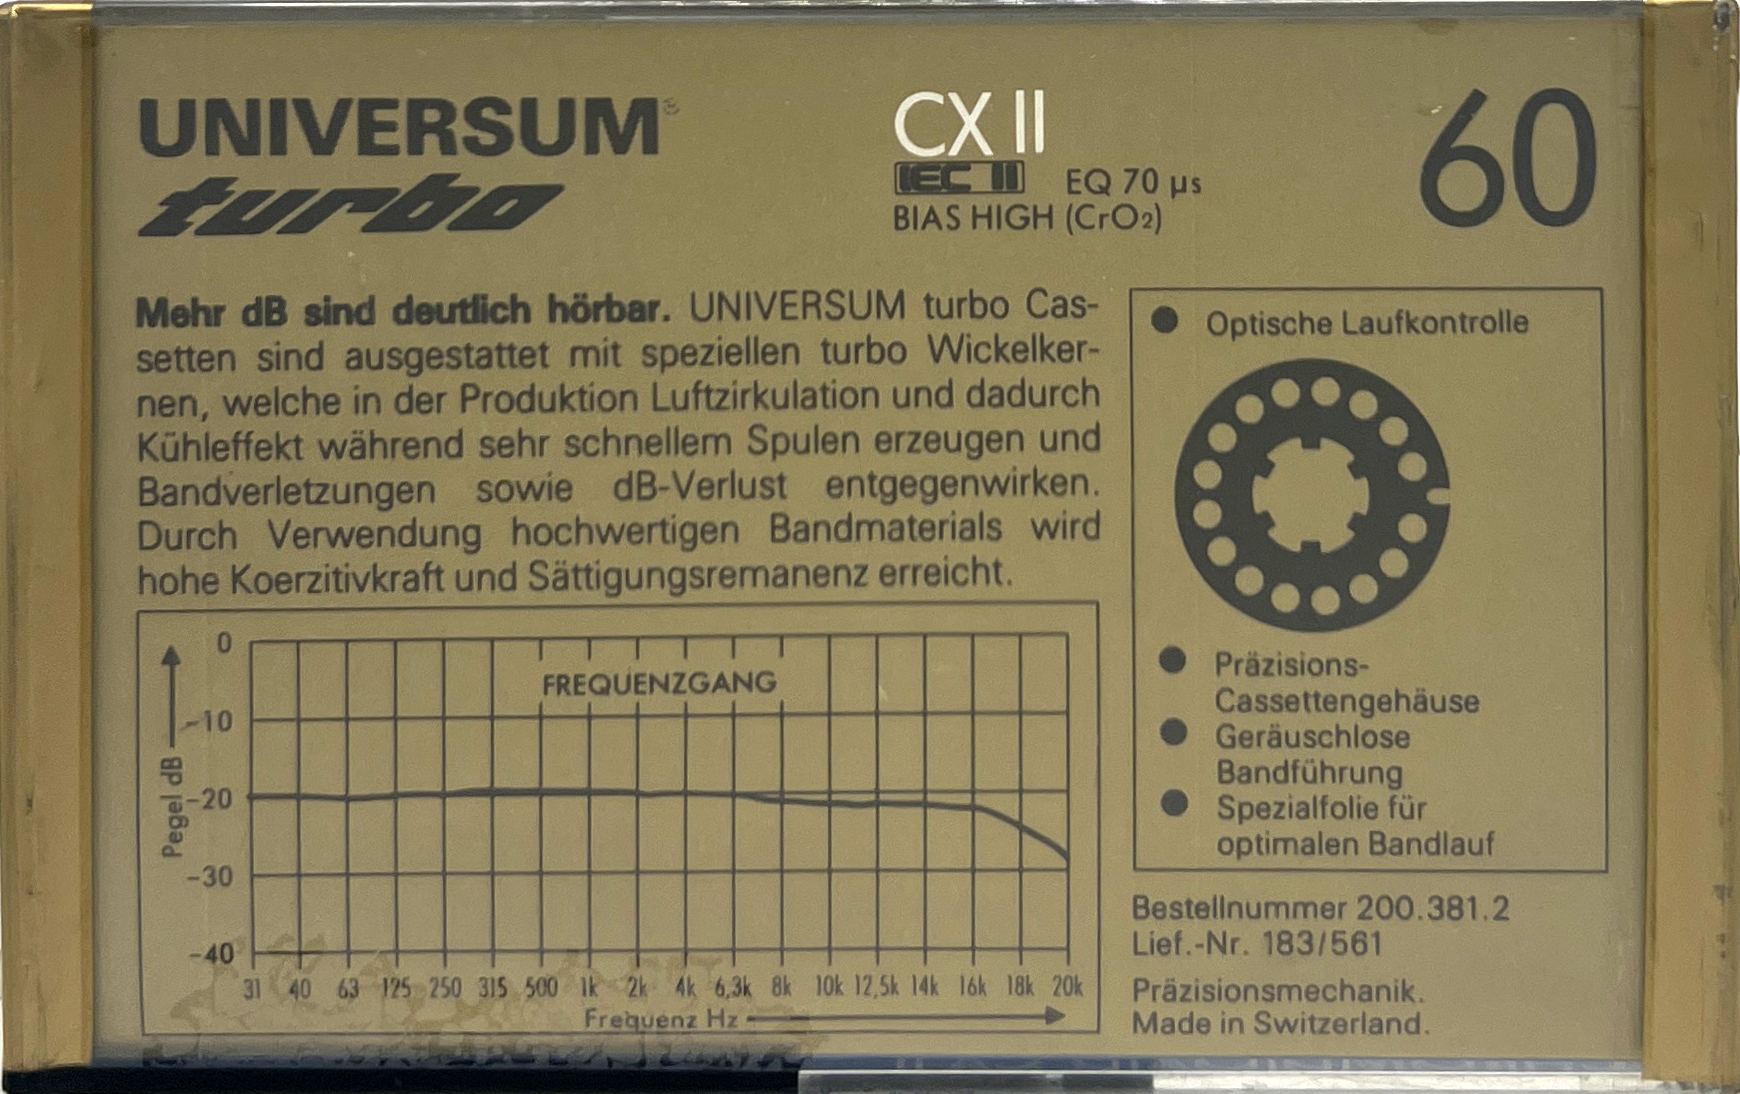 UNIVERSUM®
turbo
CX II
IEC II EQ 70 µs
BIAS HIGH (CrO2)
60
Mehr dB sind deutlich hörbar. UNIVERSUM turbo Cas-
setten sind ausgestattet mit speziellen turbo Wickelker-
nen, welche in der Produktion Luftzirkulation und dadurch
Kühleffekt während sehr schnellem Spulen erzeugen und
Bandverletzungen sowie dB-Verlust entgegenwirken.
Durch Verwendung hochwertigen Bandmaterials wird
hohe Koerzitivkraft und Sättigungsremanenz erreicht.
FREQUENZGANG
Pegel dB
0
-10
-20
-30
-40
31 40 63 125 250 315 500 1k 2k 4k 6,3k 8k 10k 12,5k 14k 16k 18k 20k
Frequenz Hz
● Optische Laufkontrolle
● Präzisions-
Cassettengehäuse
● Geräuschlose
Bandführung
● Spezialfolie für
optimalen Bandlauf
Bestellnummer 200.381.2
Lief.-Nr. 183/561
Präzisionsmechanik.
Made in Switzerland.